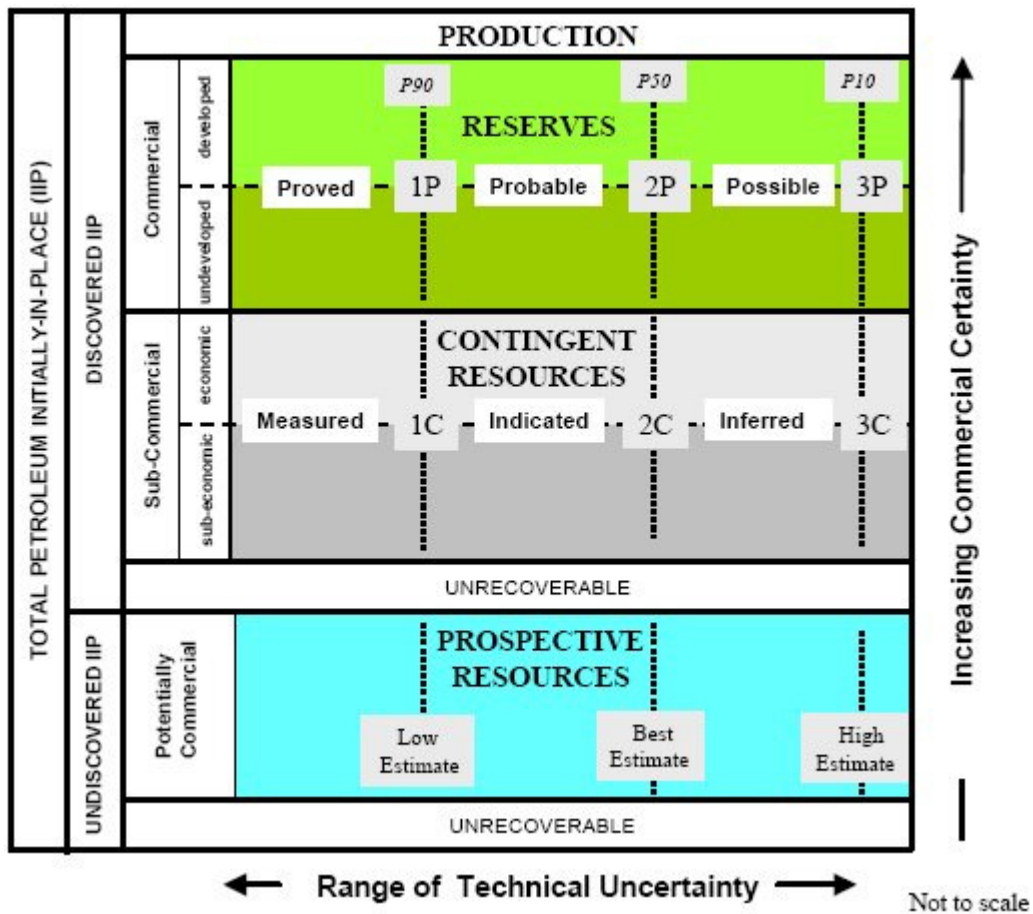 PRODUCTION
TOTAL PETROLEUM INITIALLY-IN-PLACE (IIP)
DISCOVERED IIP
Commercial
developed
undeveloped
P90
P50
P10
RESERVES
Proved
1P
Probable
2P
Possible
3P
Sub-Commercial
economic
sub-economic
CONTINGENT
RESOURCES
Measured
1C
Indicated
2C
Inferred
3C
UNRECOVERABLE
UNDISCOVERED IIP
Potentially
Commercial
PROSPECTIVE
RESOURCES
Low
Estimate
Best
Estimate
High
Estimate
UNRECOVERABLE
Increasing Commercial Certainty
Range of Technical Uncertainty
Not to scale